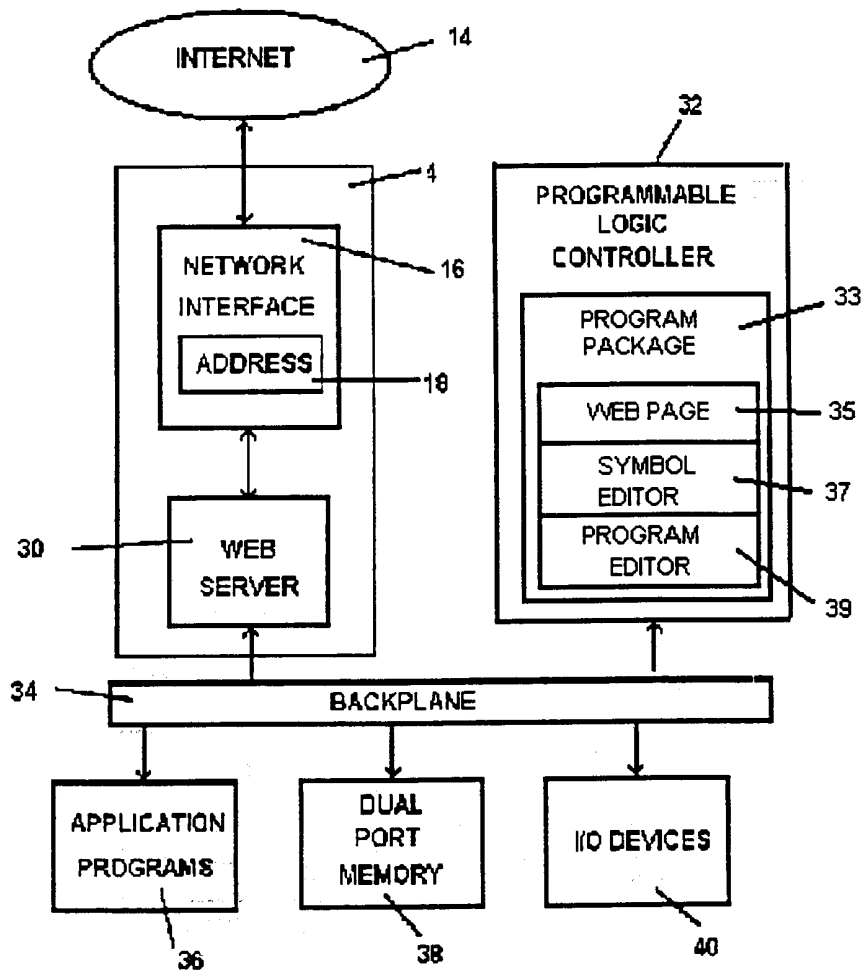 INTERNET
14
4
NETWORK
INTERFACE
16
ADDRESS
18
30
WEB
SERVER
32
PROGRAMMABLE
LOGIC
CONTROLLER
33
PROGRAM
PACKAGE
WEB PAGE
35
SYMBOL
EDITOR
37
PROGRAM
EDITOR
39
34
BACKPLANE
APPLICATION
PROGRAMS
36
DUAL
PORT
MEMORY
38
I/O DEVICES
40